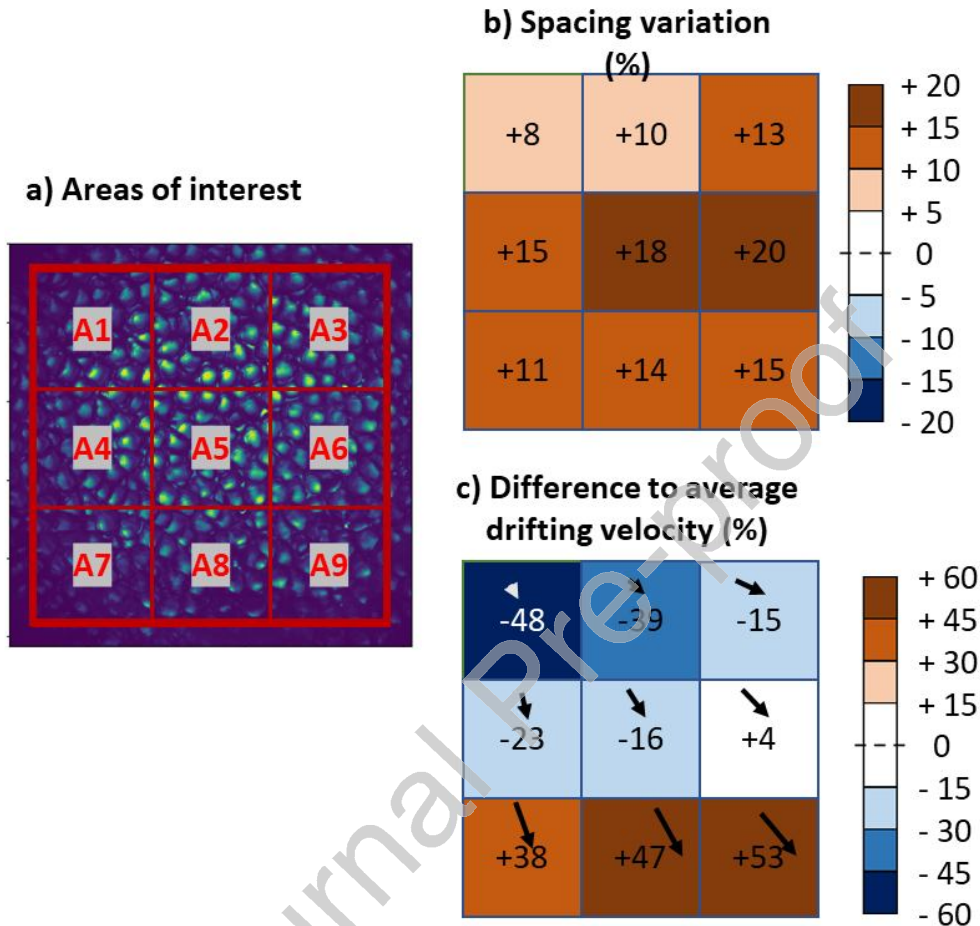 b) Spacing variation
(%)
+8
+10
+13
+15
+18
+20
+11
+14
+15
+ 20
+ 15
+ 10
+ 5
0
- 5
- 10
- 15
- 20
a) Areas of interest
A1
A2
A3
A4
A5
A6
A7
A8
A9
c) Difference to average
drifting velocity (%)
-48
-39
-15
-23
-16
+4
+38
+47
+53
+ 60
+ 45
+ 30
+ 15
0
- 15
- 30
- 45
- 60
urnal Pre-proof